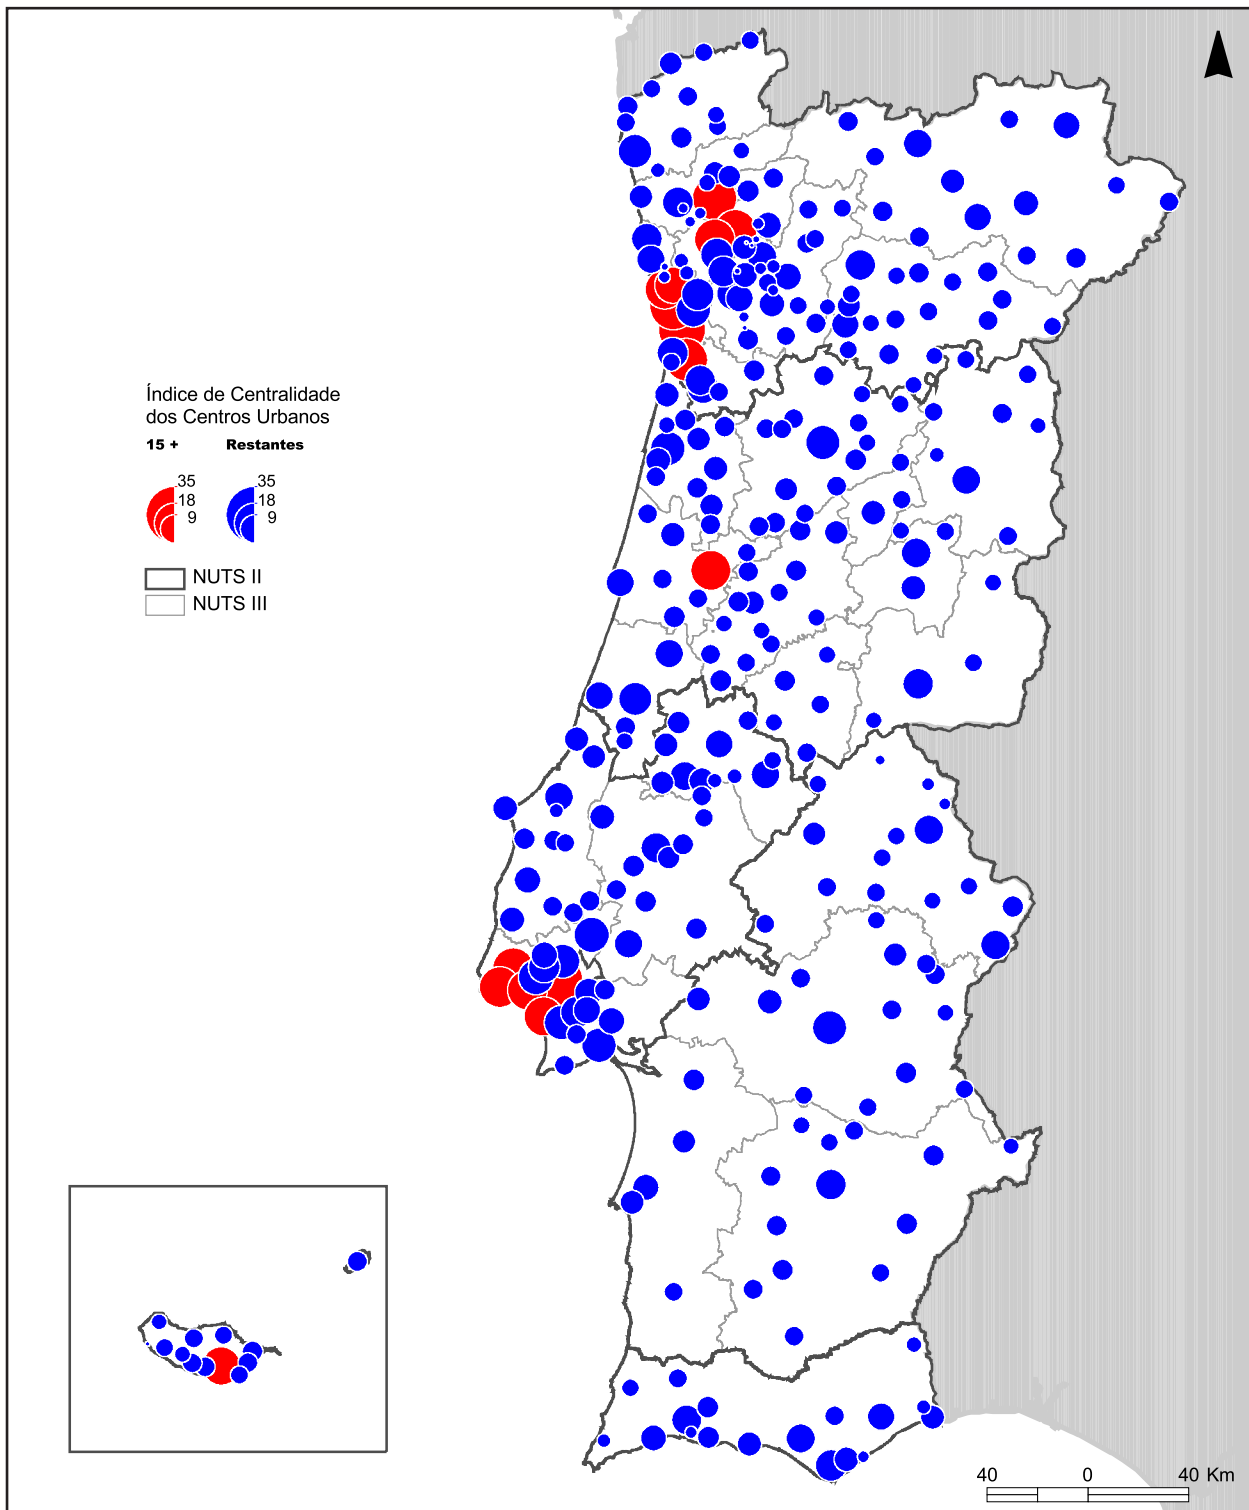 Índice de Centralidade
dos Centros Urbanos
15 + Restantes
35 35
18 18
9 9
NUTS II
NUTS III
40 0 40 Km